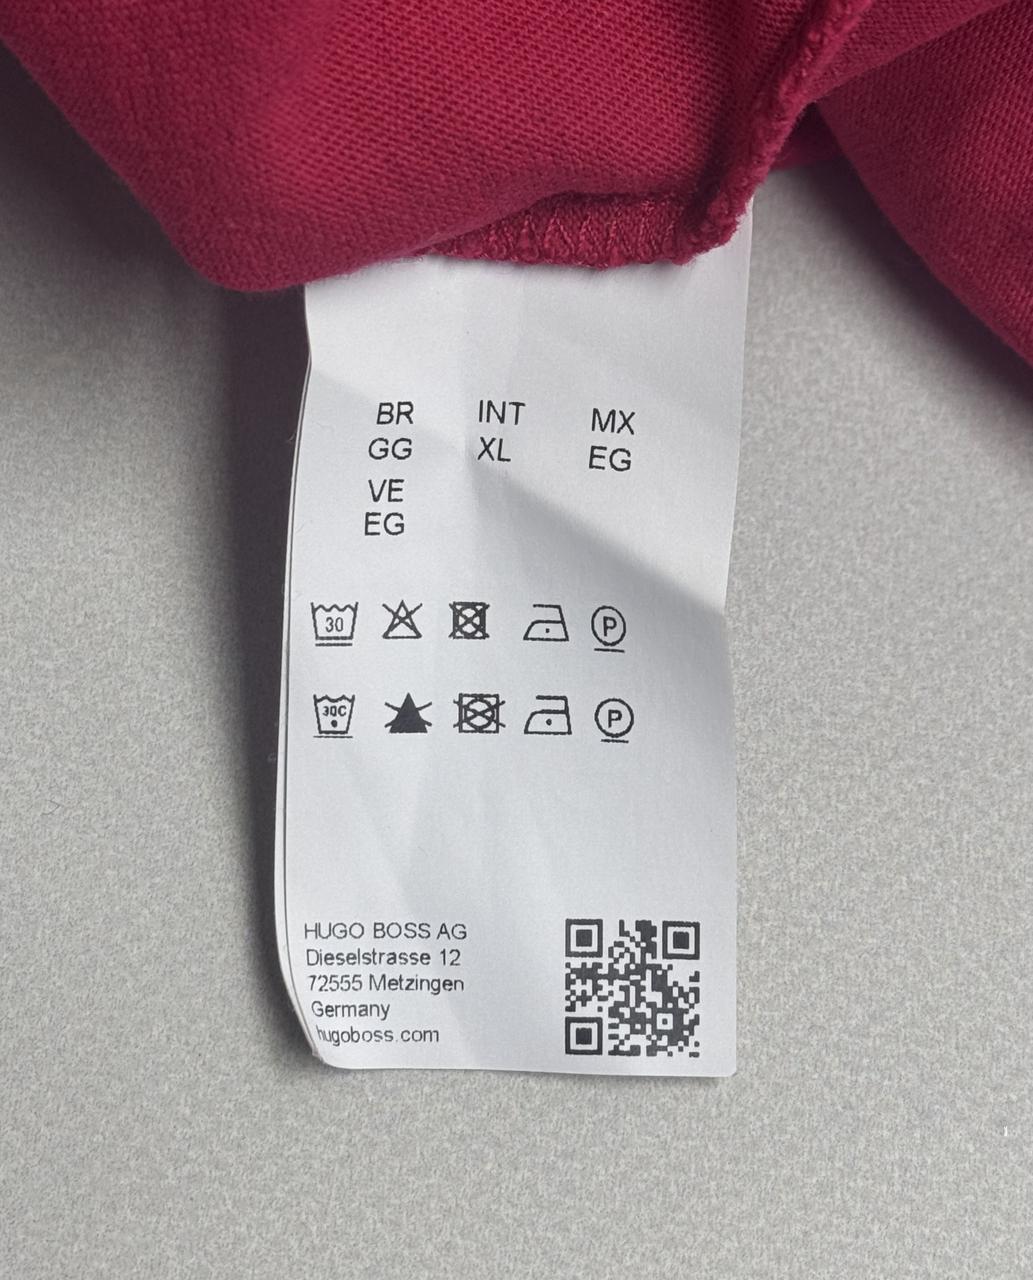 BR INT MX
GG XL EG
VE
EG
30 P
30C P
HUGO BOSS AG
Dieselstrasse 12
72555 Metzingen
Germany
hugoboss.com